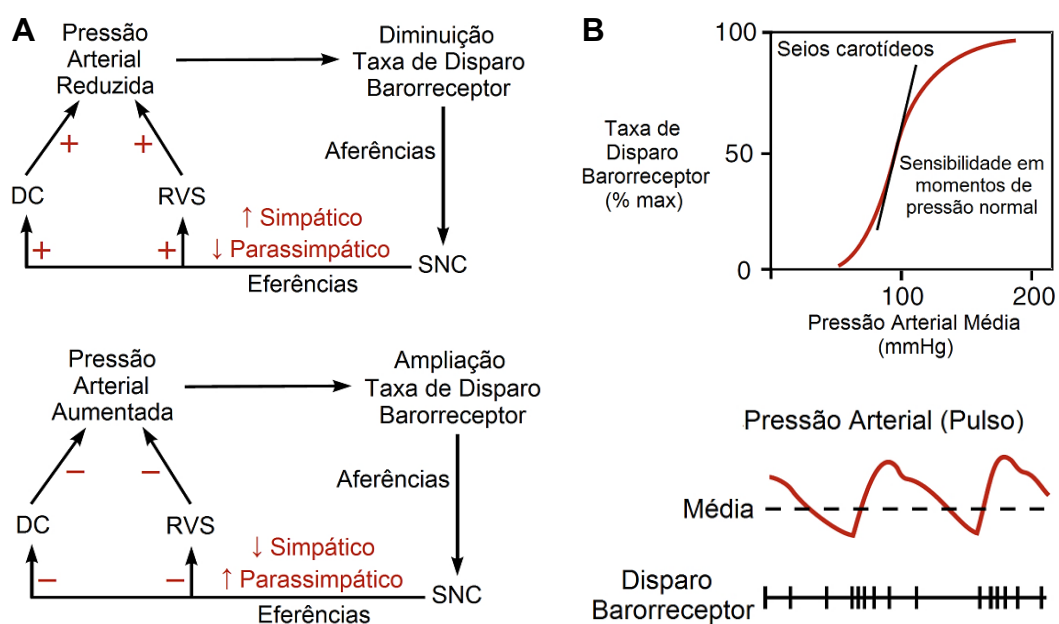 A
Pressão
Arterial
Reduzida
Diminuição
Taxa de Disparo
Barorreceptor
Aferências
+
+
DC
RVS
↑ Simpático
↓ Parassimpático
+
+
SNC
Eferências
Pressão
Arterial
Aumentada
Ampliação
Taxa de Disparo
Barorreceptor
Aferências
−
−
DC
RVS
↓ Simpático
↑ Parassimpático
−
−
SNC
Eferências
B
100
Seios carotídeos
Taxa de
Disparo
Barorreceptor
(% max)
50
Sensibilidade em
momentos de
pressão normal
0
100
200
Pressão Arterial Média
(mmHg)
Pressão Arterial (Pulso)
Média
Disparo
Barorreceptor